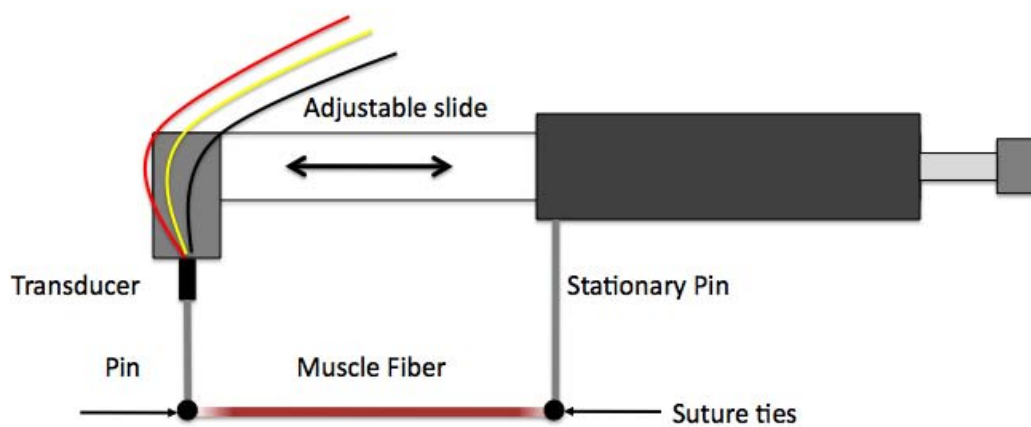 Adjustable slide
Transducer
Stationary Pin
Pin
Muscle Fiber
Suture ties